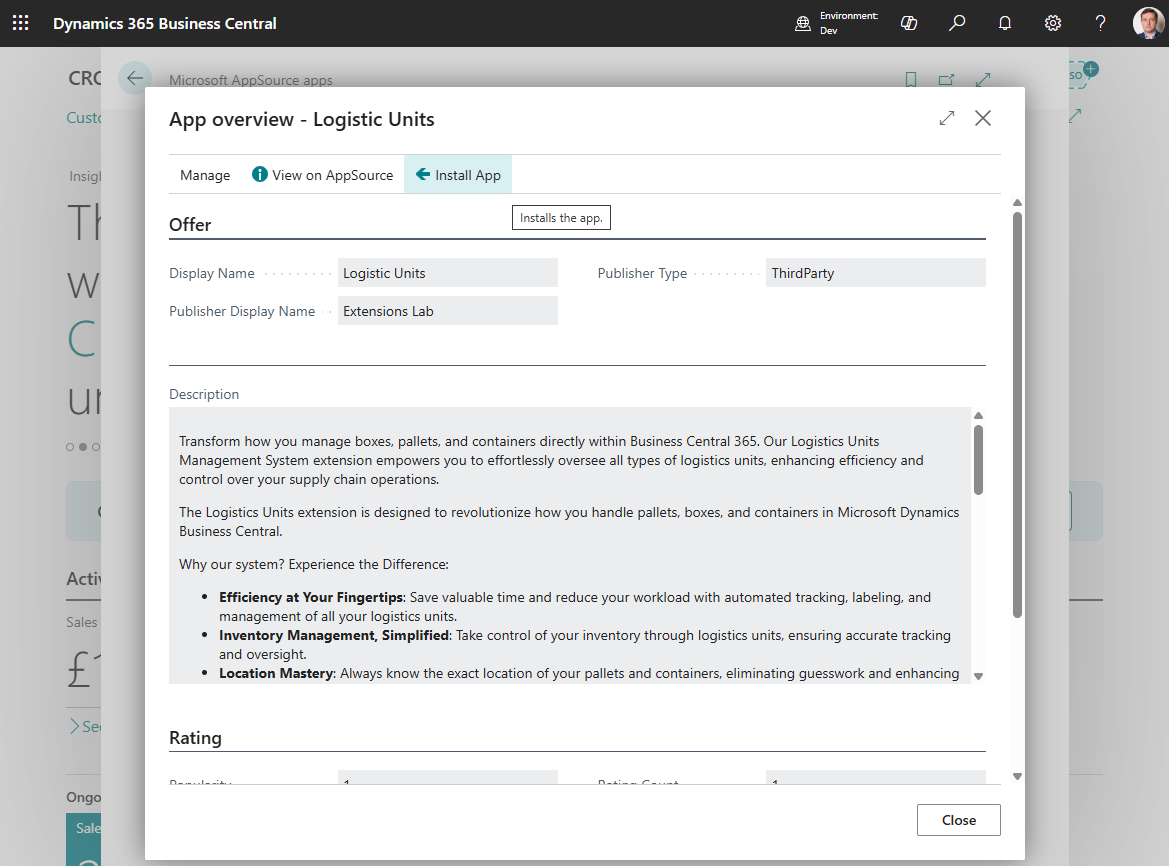 Dynamics 365 Business Central
Environment:
Dev
CRO
Microsoft AppSource apps
so
Custo
App overview - Logistic Units
Manage
View on AppSource
Install App
Insigh
Installs the app.
Offer
Display Name
Logistic Units
Publisher Type
ThirdParty
Publisher Display Name
Extensions Lab
Description
Transform how you manage boxes, pallets, and containers directly within Business Central 365. Our Logistics Units
Management System extension empowers you to effortlessly oversee all types of logistics units, enhancing efficiency and
control over your supply chain operations.
The Logistics Units extension is designed to revolutionize how you handle pallets, boxes, and containers in Microsoft Dynamics
Business Central.
Why our system? Experience the Difference:
• Efficiency at Your Fingertips: Save valuable time and reduce your workload with automated tracking, labeling, and
management of all your logistics units.
• Inventory Management, Simplified: Take control of your inventory through logistics units, ensuring accurate tracking
and oversight.
• Location Mastery: Always know the exact location of your pallets and containers, eliminating guesswork and enhancing
Activ
Sales
£1
See
Rating
Popularity
1
Rating Count
1
Ongo
Sale
Close